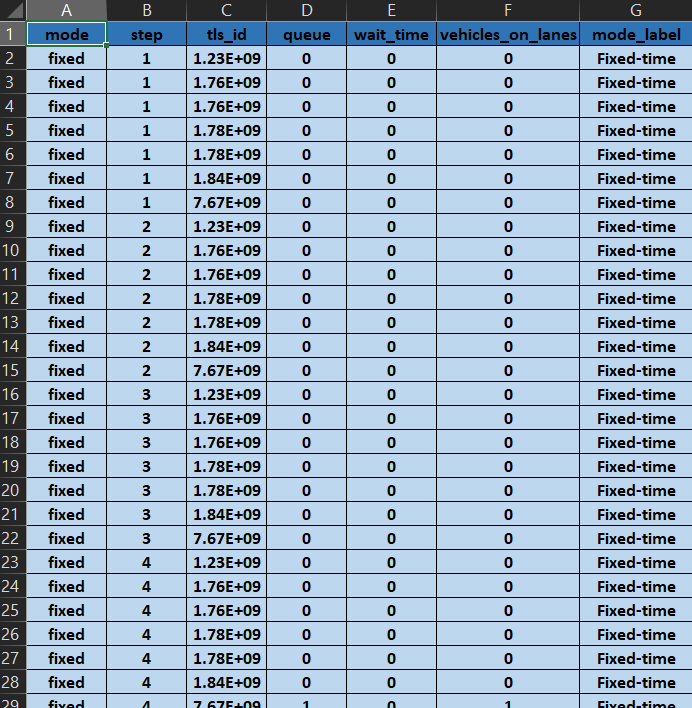 A B C D E F G
1 mode step tls_id queue wait_time vehicles_on_lanes mode_label
2 fixed 1 1.23E+09 0 0 0 Fixed-time
3 fixed 1 1.76E+09 0 0 0 Fixed-time
4 fixed 1 1.76E+09 0 0 0 Fixed-time
5 fixed 1 1.78E+09 0 0 0 Fixed-time
6 fixed 1 1.78E+09 0 0 0 Fixed-time
7 fixed 1 1.84E+09 0 0 0 Fixed-time
8 fixed 1 7.67E+09 0 0 0 Fixed-time
9 fixed 2 1.23E+09 0 0 0 Fixed-time
10 fixed 2 1.76E+09 0 0 0 Fixed-time
11 fixed 2 1.76E+09 0 0 0 Fixed-time
12 fixed 2 1.78E+09 0 0 0 Fixed-time
13 fixed 2 1.78E+09 0 0 0 Fixed-time
14 fixed 2 1.84E+09 0 0 0 Fixed-time
15 fixed 2 7.67E+09 0 0 0 Fixed-time
16 fixed 3 1.23E+09 0 0 0 Fixed-time
17 fixed 3 1.76E+09 0 0 0 Fixed-time
18 fixed 3 1.76E+09 0 0 0 Fixed-time
19 fixed 3 1.78E+09 0 0 0 Fixed-time
20 fixed 3 1.78E+09 0 0 0 Fixed-time
21 fixed 3 1.84E+09 0 0 0 Fixed-time
22 fixed 3 7.67E+09 0 0 0 Fixed-time
23 fixed 4 1.23E+09 0 0 0 Fixed-time
24 fixed 4 1.76E+09 0 0 0 Fixed-time
25 fixed 4 1.76E+09 0 0 0 Fixed-time
26 fixed 4 1.78E+09 0 0 0 Fixed-time
27 fixed 4 1.78E+09 0 0 0 Fixed-time
28 fixed 4 1.84E+09 0 0 0 Fixed-time
29 fixed 4 7.67E+09 1 0 1 Fixed-time